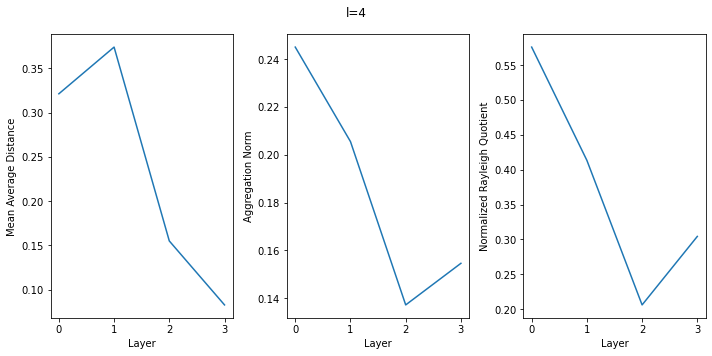 l=4
Mean Average Distance
0.35
0.30
0.25
0.20
0.15
0.10
0 1 2 3
Layer
Aggregation Norm
0.24
0.22
0.20
0.18
0.16
0.14
0 1 2 3
Layer
Normalized Rayleigh Quotient
0.55
0.50
0.45
0.40
0.35
0.30
0.25
0.20
0 1 2 3
Layer